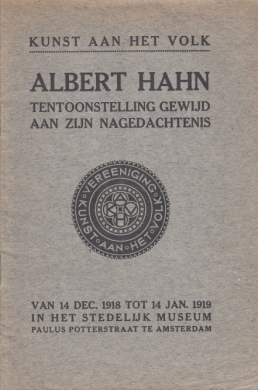 KUNST AAN HET VOLK
ALBERT HAHN
TENTOONSTELLING GEWIJD
AAN ZIJN NAGEDACHTENIS
VEREENIGING
KUNST·AAN·HET·VOLK
VAN 14 DEC. 1918 TOT 14 JAN. 1919
IN HET STEDELIJK MUSEUM
PAULUS POTTERSTRAAT TE AMSTERDAM